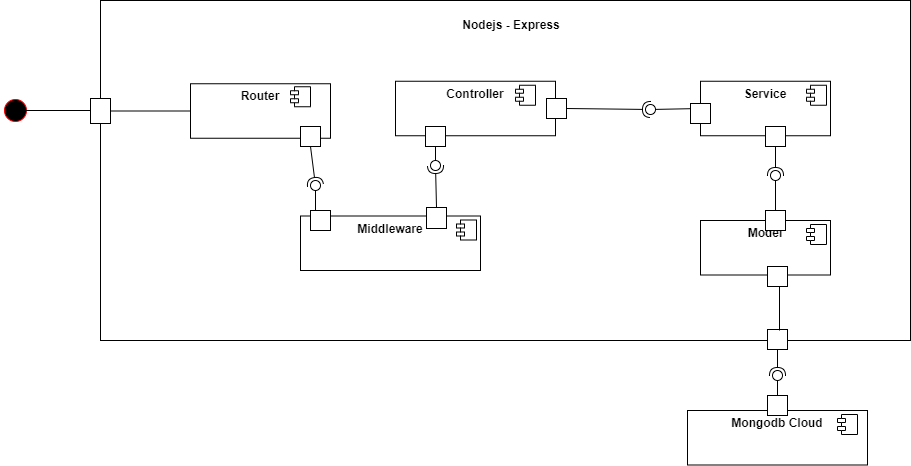 Nodejs - Express
Router
Controller
Service
Middleware
Model
Mongodb Cloud